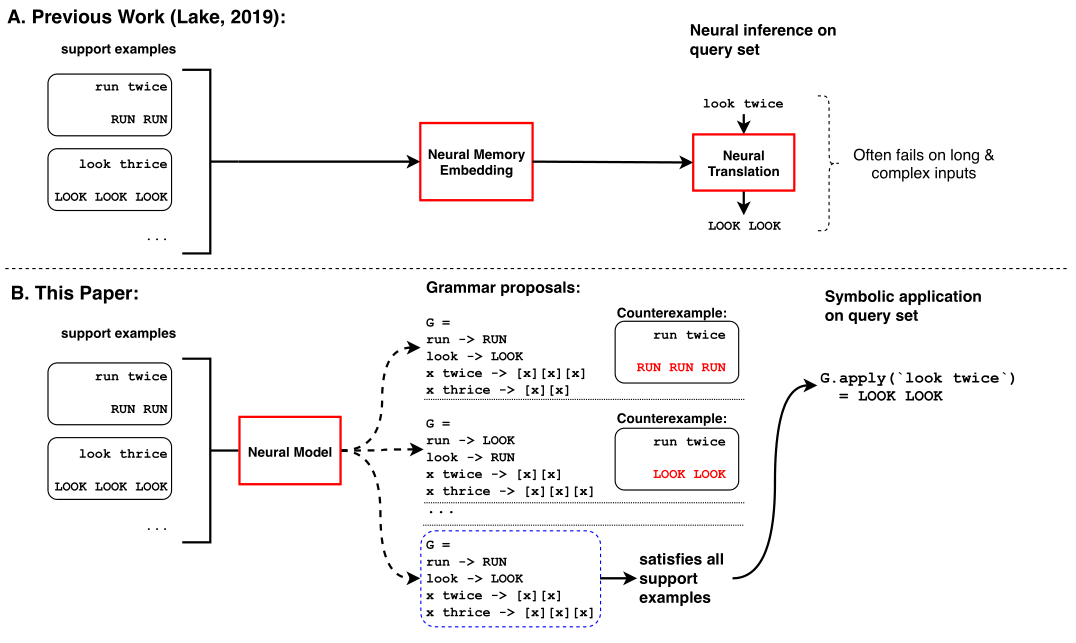 A. Previous Work (Lake, 2019):
support examples
run twice
RUN RUN
look thrice
LOOK LOOK LOOK
...
Neural Memory
Embedding
Neural inference on
query set
look twice
Neural
Translation
LOOK LOOK
Often fails on long &
complex inputs
B. This Paper:
support examples
run twice
RUN RUN
look thrice
LOOK LOOK LOOK
...
Neural Model
Grammar proposals:
G =
run -> RUN
look -> LOOK
x twice -> [x][x][x]
x thrice -> [x][x]
Counterexample:
run twice
RUN RUN RUN
G =
run -> LOOK
look -> RUN
x twice -> [x][x]
x thrice -> [x][x][x]
Counterexample:
run twice
LOOK LOOK
...
G =
run -> RUN
look -> LOOK
x twice -> [x][x]
x thrice -> [x][x][x]
satisfies all
support
examples
Symbolic application
on query set
G.apply(`look twice`)
= LOOK LOOK